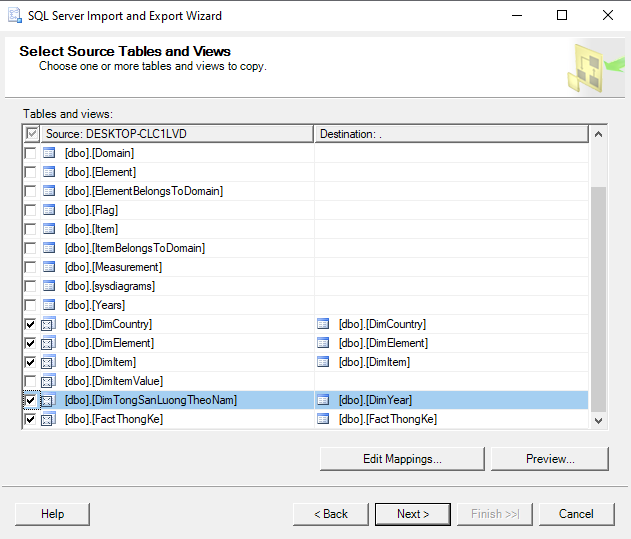 SQL Server Import and Export Wizard
Select Source Tables and Views
Choose one or more tables and views to copy.
Tables and views:
Source: DESKTOP-CLC1LVD Destination: .
[dbo].[Domain]
[dbo].[Element]
[dbo].[ElementBelongsToDomain]
[dbo].[Flag]
[dbo].[Item]
[dbo].[ItemBelongsToDomain]
[dbo].[Measurement]
[dbo].[sysdiagrams]
[dbo].[Years]
[dbo].[DimCountry] [dbo].[DimCountry]
[dbo].[DimElement] [dbo].[DimElement]
[dbo].[DimItem] [dbo].[DimItem]
[dbo].[DimItemValue]
[dbo].[DimTongSanLuongTheoNam] [dbo].[DimYear]
[dbo].[FactThongKe] [dbo].[FactThongKe]
Edit Mappings... Preview...
Help < Back Next > Finish >>| Cancel